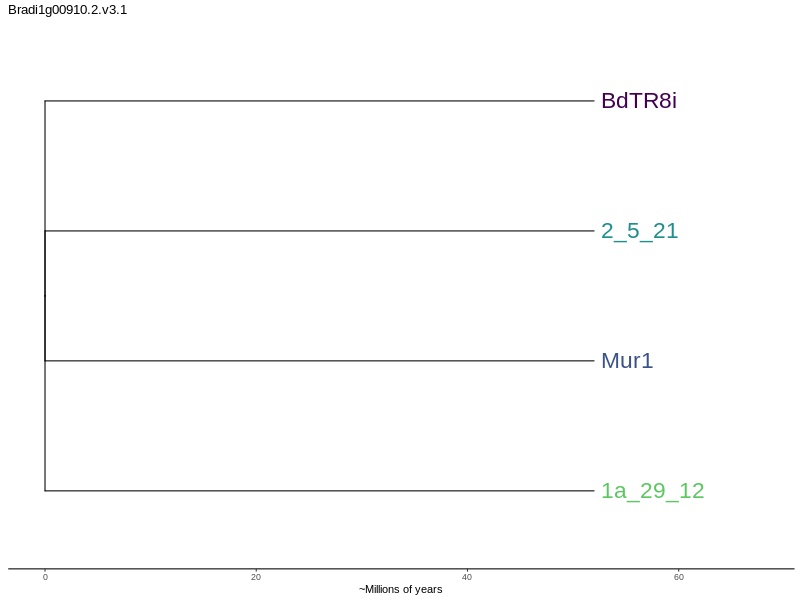 Bradi1g00910.2.v3.1
BdTR8i
2_5_21
Mur1
1a_29_12
0 20 40 60
~Millions of years